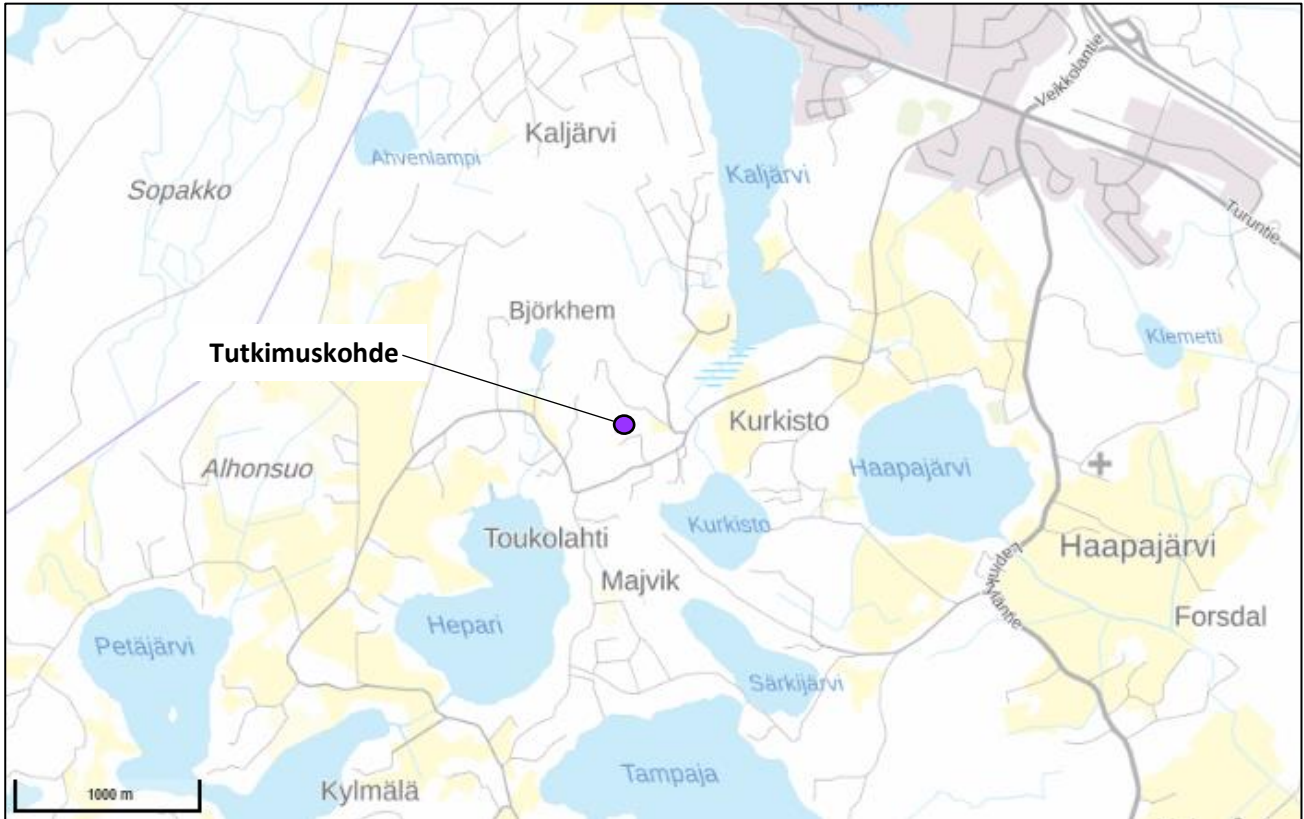 Veikkolantie
Kaljärvi
Ahvenlampi
Kaljärvi
Sopakko
Turuntie
Björkhem
Klemetti
Tutkimuskohde
Kurkisto
Alhonsuo
Haapajärvi
Kurkisto
Toukolahti
Haapajärvi
Lapinkyläntie
Majvik
Forsdal
Hepari
Petäjärvi
Särkijärvi
Tampaja
Kylmälä
1000 m